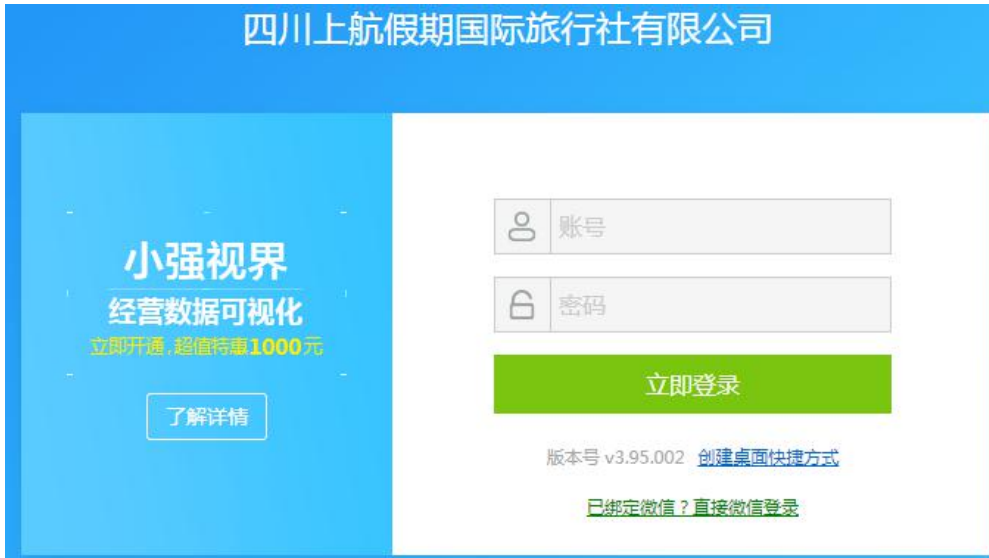 四川上航假期国际旅行社有限公司
小强视界
经营数据可视化
立即开通,超值特惠1000元
了解详情
账号
密码
立即登录
版本号 v3.95.002 创建桌面快捷方式
已绑定微信？直接微信登录